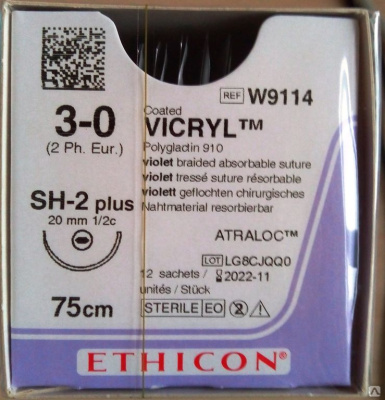 REF W9114
3-0
(2 Ph. Eur.)
Coated
VICRYL™
Polyglactin 910
violet braided absorbable suture
violet tressé suture résorbable
violett geflochten chirurgisches
Nahtmaterial resorbierbar
SH-2 plus
20 mm 1/2c
ATRALOC™
LOT LG8CJQQ0
12 sachets / 2022-11
unités / Stück
75cm
STERILE EO 2
ETHICON®